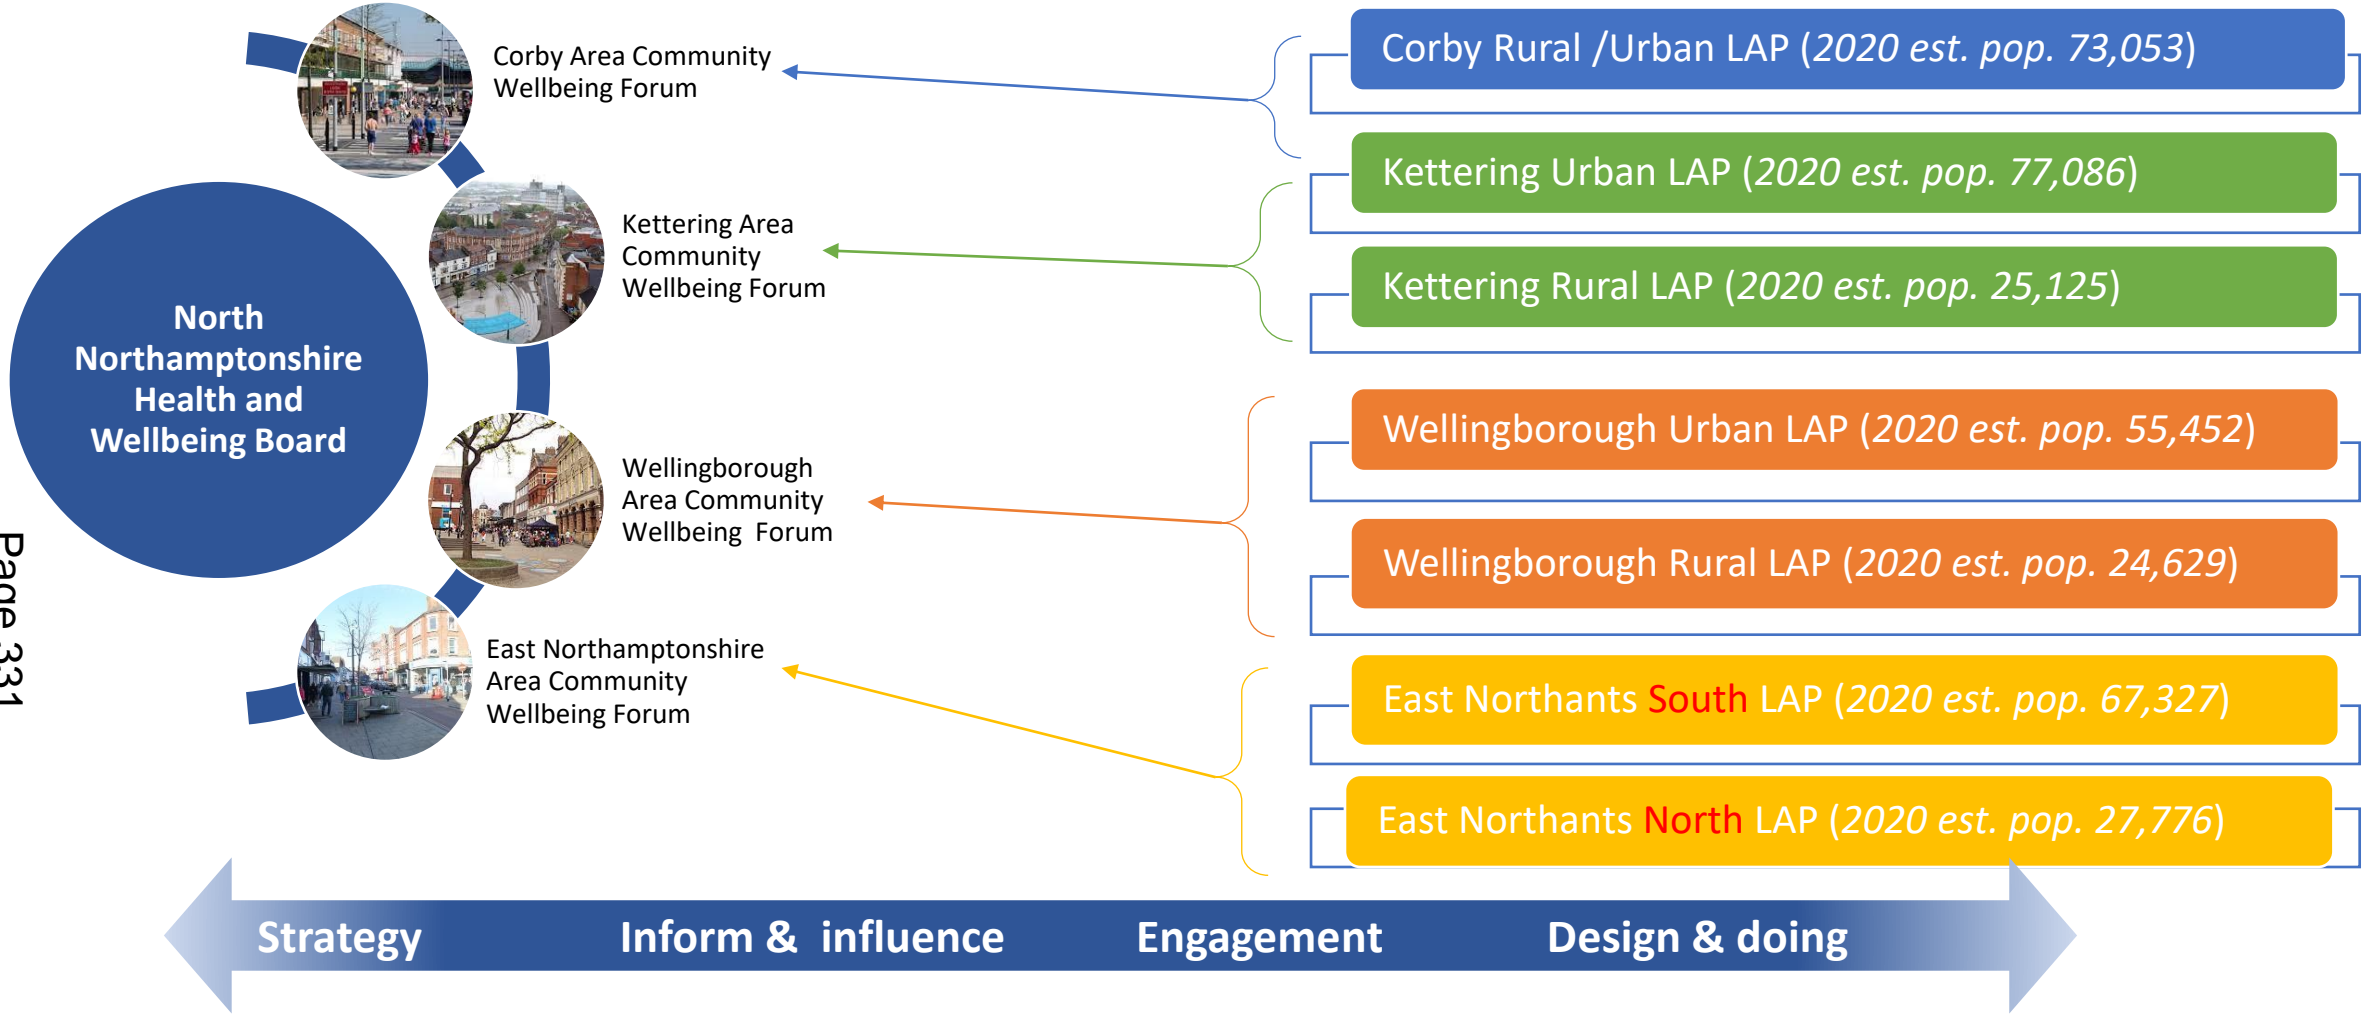 North
Northamptonshire
Health and
Wellbeing Board
Corby Area Community
Wellbeing Forum
Kettering Area
Community
Wellbeing Forum
Wellingborough
Area Community
Wellbeing  Forum
East Northamptonshire
Area Community
Wellbeing Forum
Corby Rural /Urban LAP (2020 est. pop. 73,053)
Kettering Urban LAP (2020 est. pop. 77,086)
Kettering Rural LAP (2020 est. pop. 25,125)
Wellingborough Urban LAP (2020 est. pop. 55,452)
Wellingborough Rural LAP (2020 est. pop. 24,629)
East Northants South LAP (2020 est. pop. 67,327)
East Northants North LAP (2020 est. pop. 27,776)
Strategy
Inform &  influence
Engagement
Design & doing
Page 331